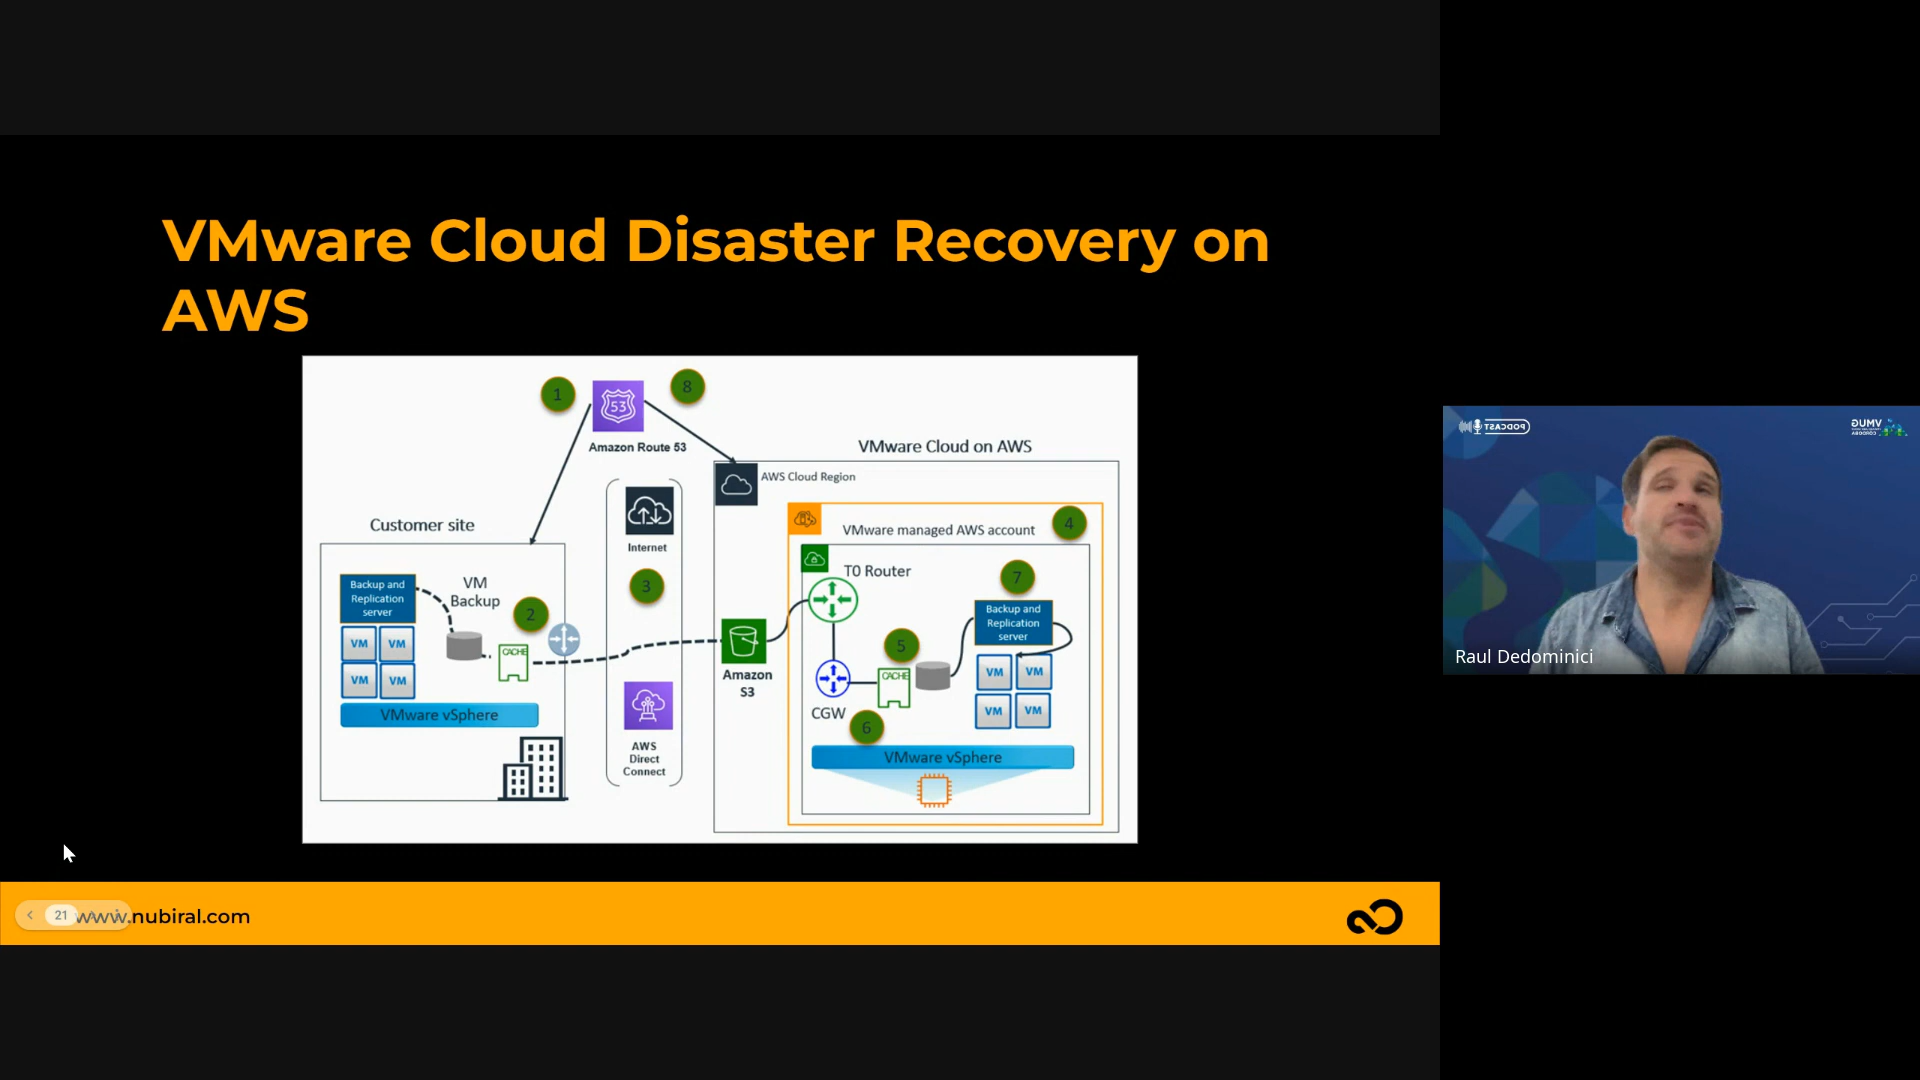 VMware Cloud Disaster Recovery on
AWS
1
53
8
Amazon Route 53
VMware Cloud on AWS
AWS Cloud Region
Customer site
Internet
VMware managed AWS account
4
Backup and
Replication
server
VM
Backup
2
3
T0 Router
7
Backup and
Replication
server
VM
VM
VM
VM
CACHE
VMware vSphere
AWS
Direct
Connect
Amazon
S3
5
CACHE
CGW
6
VM
VM
VM
VM
VMware vSphere
21
www.nubiral.com
PODCAST
VMUG
CORDOBA
Raul Dedominici